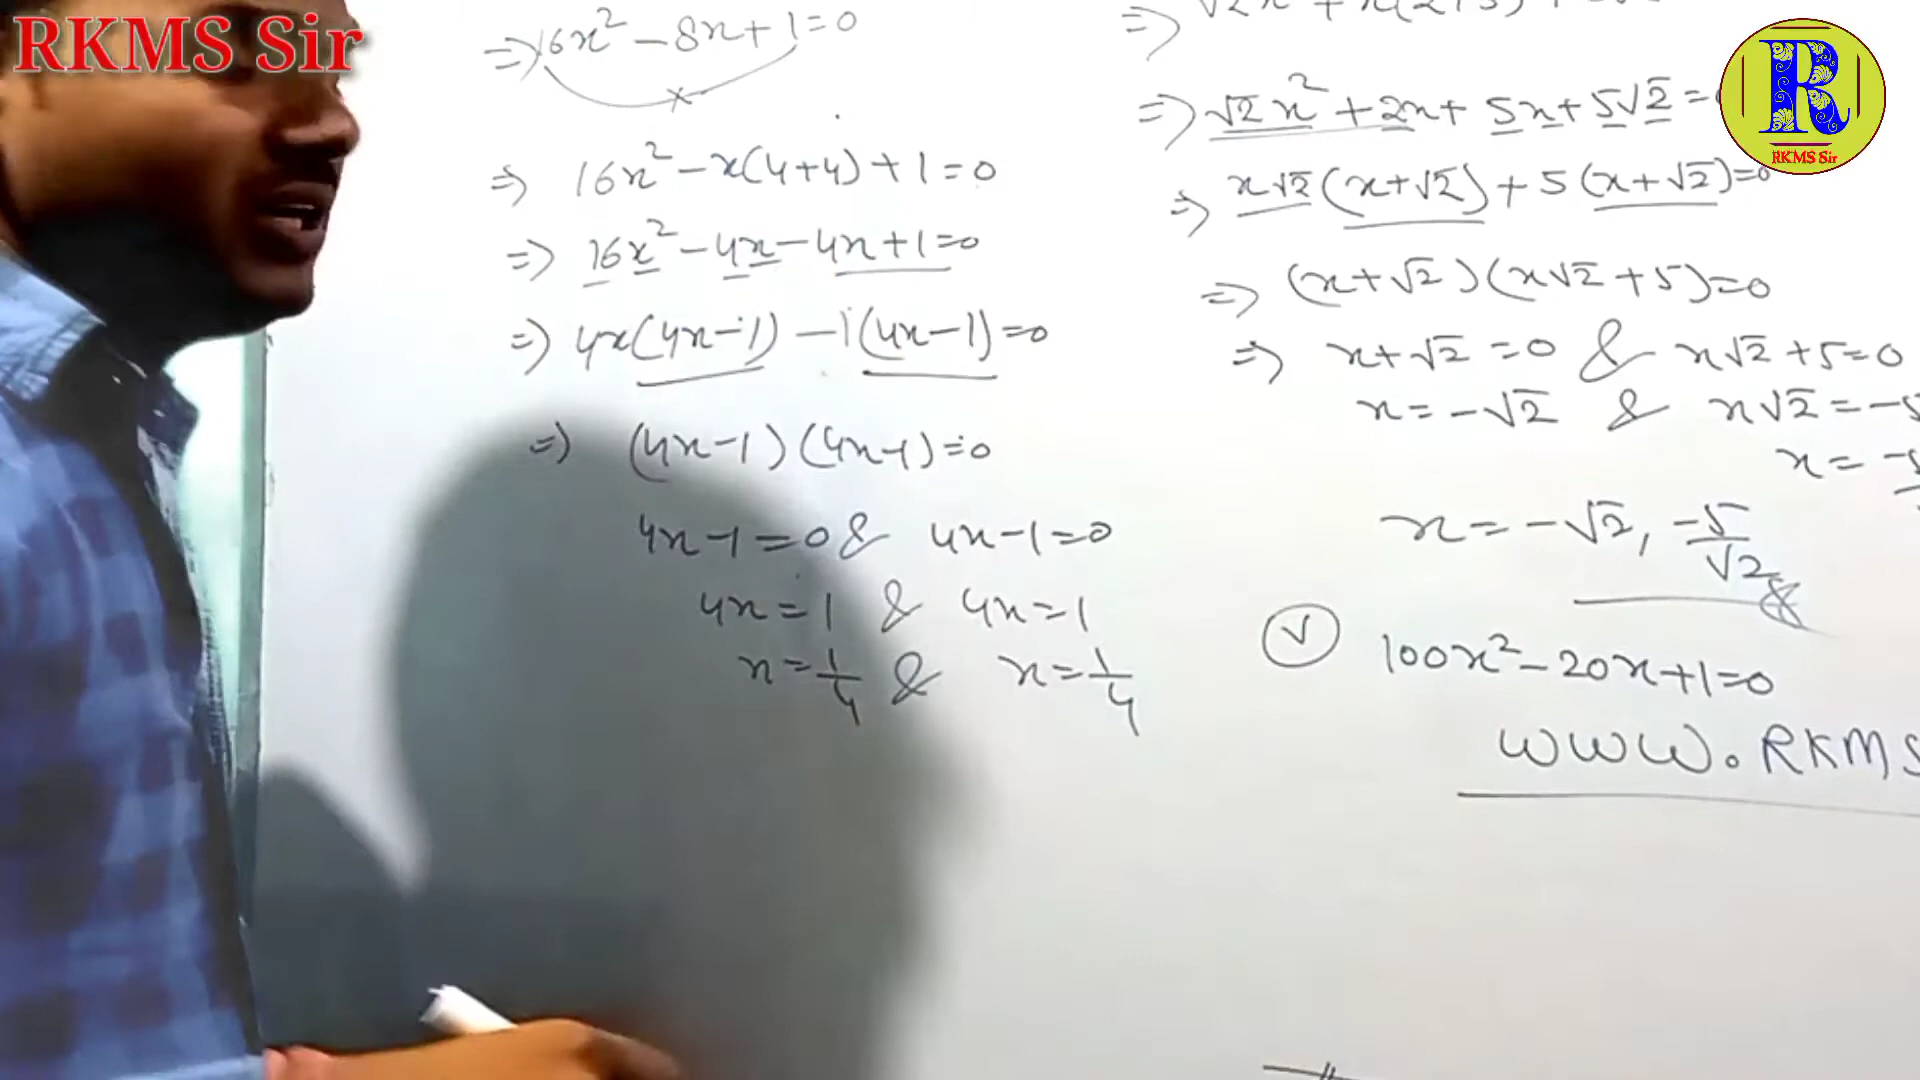 RKMS Sir
=> 16x² - 8x + 1 = 0
=> 16x² - x(4+4) + 1 = 0
=> 16x² - 4x - 4x + 1 = 0
=> 4x(4x-1) - 1(4x-1) = 0
=> (4x-1)(4x-1) = 0
4x-1=0 & 4x-1=0
4x=1 & 4x=1
x=1/4 & x=1/4
=> √2x² + 2x + 5x + 5√2 =
=> x√2(x+√2) + 5(x+√2)=0
=> (x+√2)(x√2+5)=0
=> x+√2=0 & x√2+5=0
x=-√2 & x√2=-5
x=
x=-√2, -5/√2
(v) 100x²-20x+1=0
WWW.RKMS
R
RKMS Sir